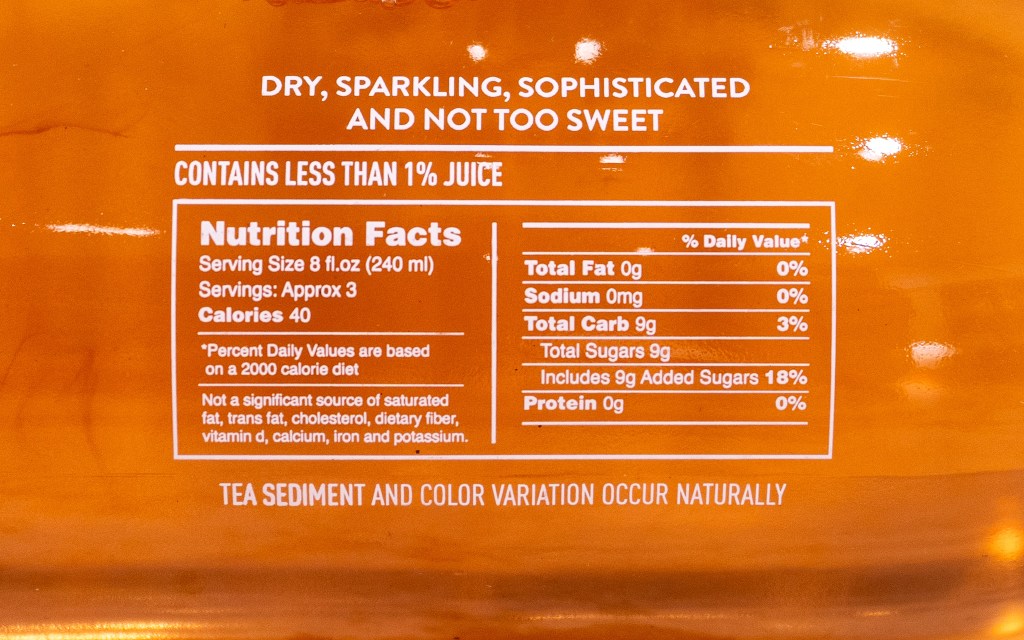 DRY, SPARKLING, SOPHISTICATED
AND NOT TOO SWEET
CONTAINS LESS THAN 1% JUICE
Nutrition Facts
Serving Size 8 fl.oz (240 ml)
Servings: Approx 3
Calories 40
*Percent Daily Values are based
on a 2000 calorie diet
Not a significant source of saturated
fat, trans fat, cholesterol, dietary fiber,
vitamin d, calcium, iron and potassium.
% Daily Value*
Total Fat 0g 0%
Sodium 0mg 0%
Total Carb 9g 3%
Total Sugars 9g
Includes 9g Added Sugars 18%
Protein 0g 0%
TEA SEDIMENT AND COLOR VARIATION OCCUR NATURALLY